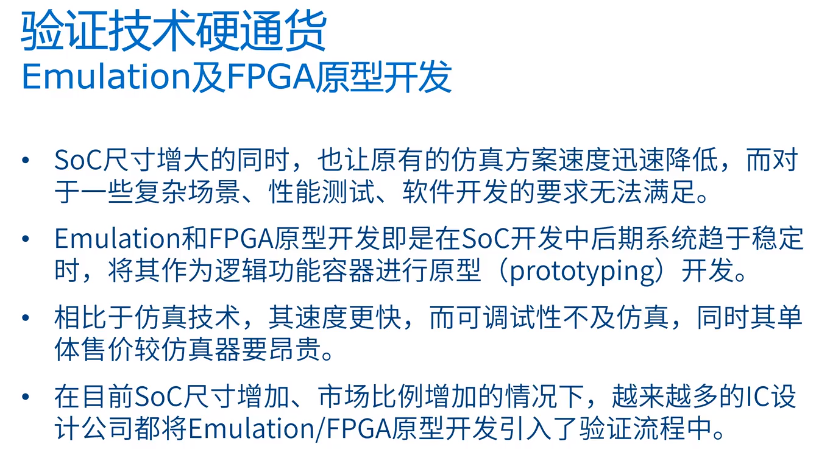 验证技术硬通货
Emulation及FPGA原型开发
• SoC尺寸增大的同时，也让原有的仿真方案速度迅速降低，而对
于一些复杂场景、性能测试、软件开发的要求无法满足。
• Emulation和FPGA原型开发即是在SoC开发中后期系统趋于稳定
时，将其作为逻辑功能容器进行原型（prototyping）开发。
• 相比于仿真技术，其速度更快，而可调试性不及仿真，同时其单
体售价较仿真器要昂贵。
• 在目前SoC尺寸增加、市场比例增加的情况下，越来越多的IC设
计公司都将Emulation/FPGA原型开发引入了验证流程中。